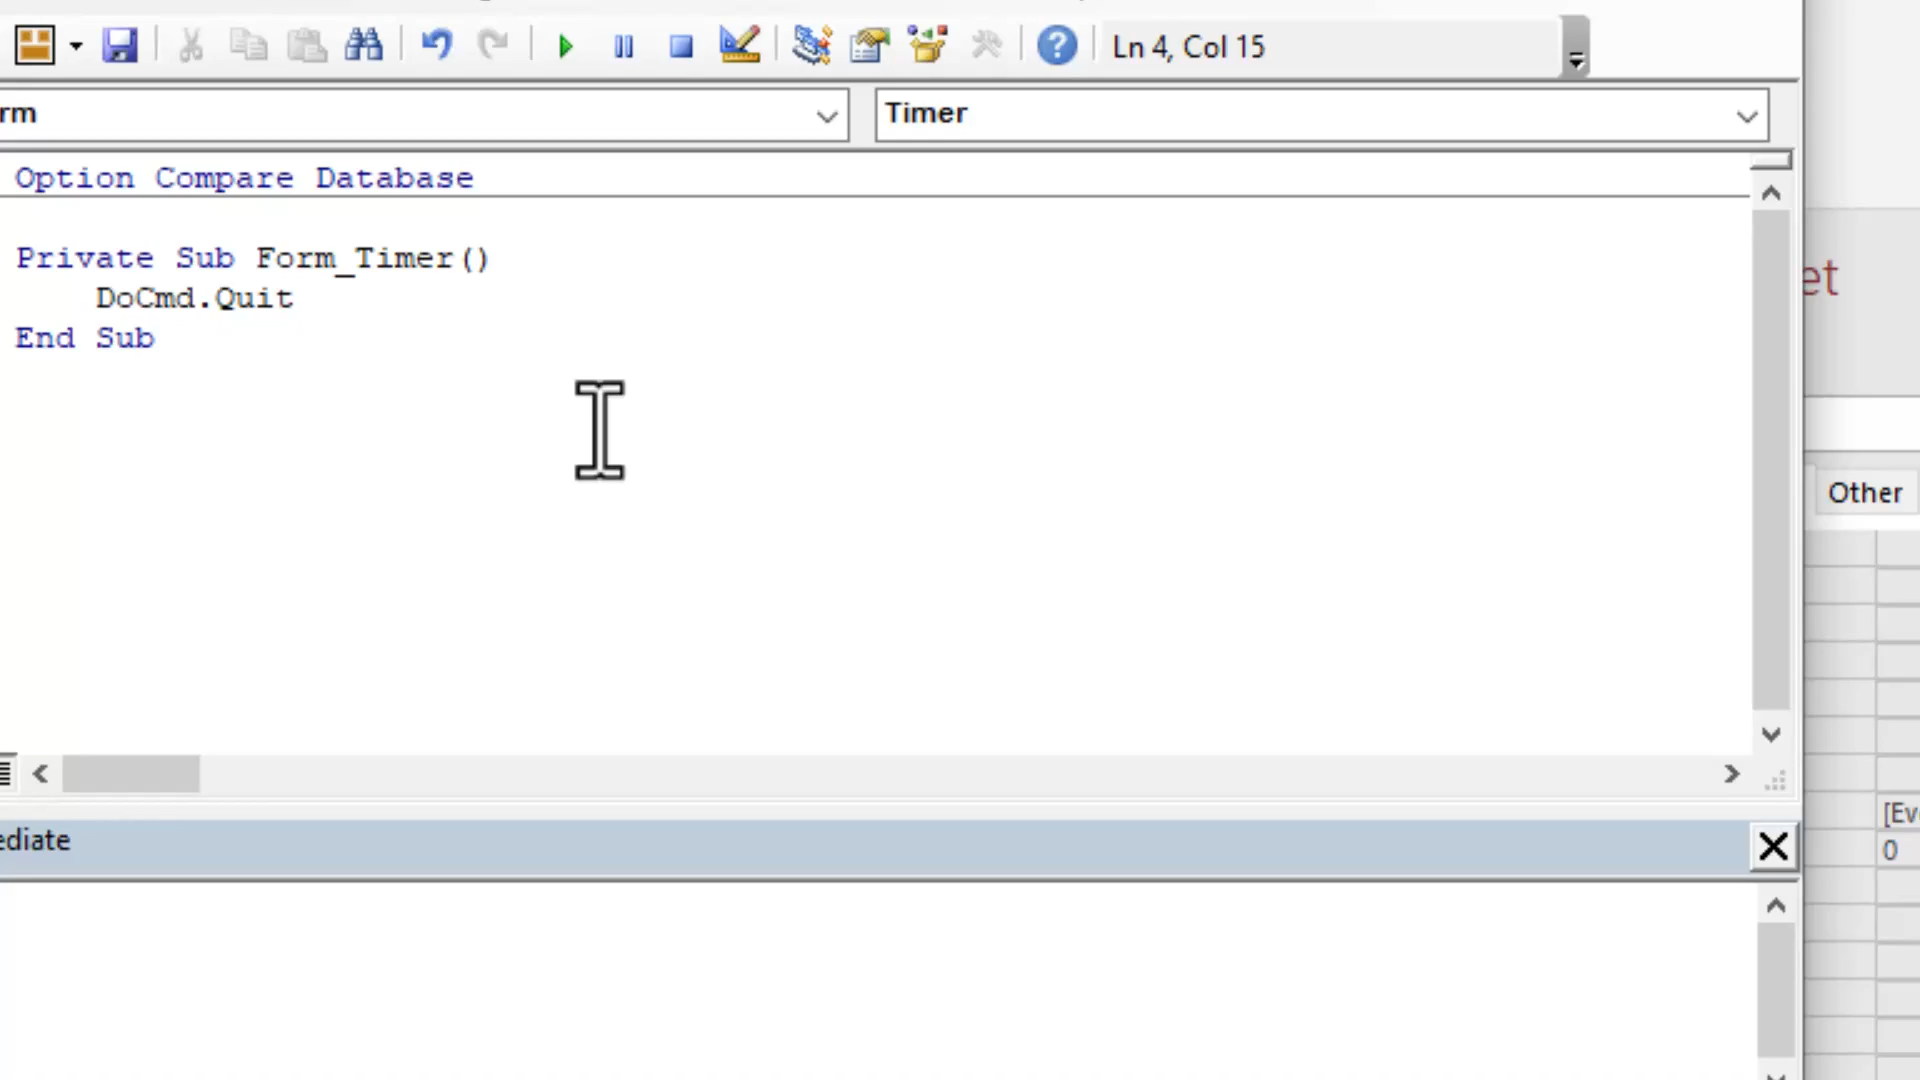 Ln 4, Col 15
rm
Timer
Option Compare Database
et
Private Sub Form_Timer()
DoCmd.Quit
End Sub
Other
[Ev
0
ediate